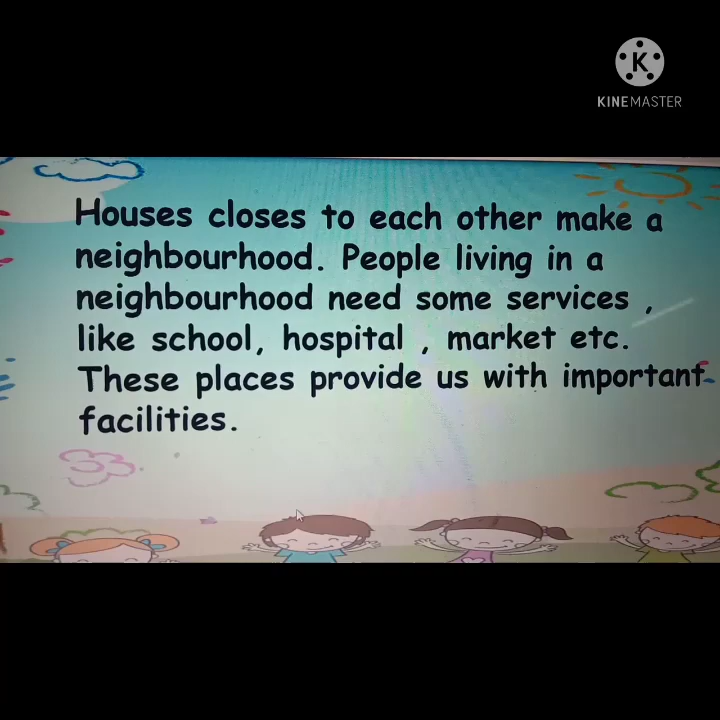 KINEMASTER
Houses closes to each other make a
neighbourhood. People living in a
neighbourhood need some services ,
like school, hospital , market etc.
These places provide us with important
facilities.